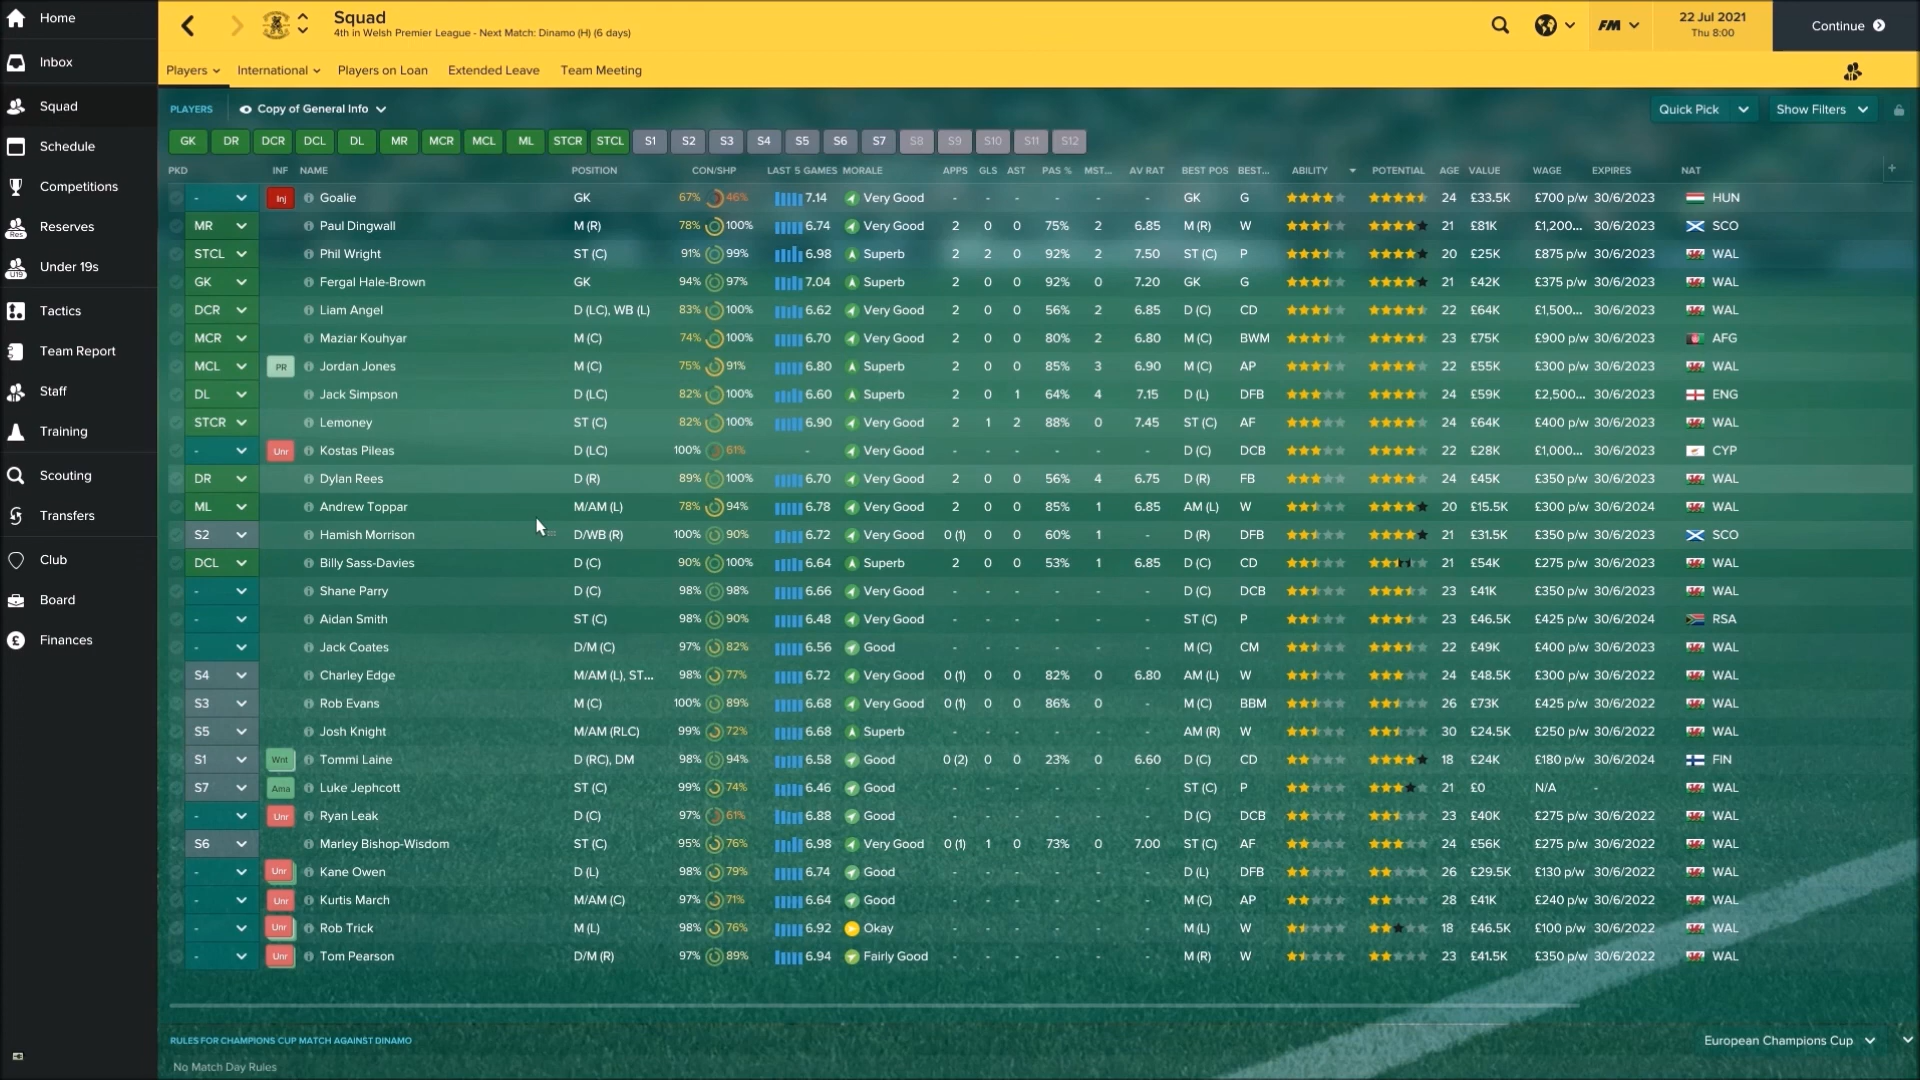 Home
Inbox
Squad
Schedule
Competitions
Reserves
Under 19s
Tactics
Team Report
Staff
Training
Scouting
Transfers
Club
Board
Finances
Squad
4th in Welsh Premier League - Next Match: Dinamo (H) (6 days)
FM
22 Jul 2021
Thu 8:00
Continue
Players International Players on Loan Extended Leave Team Meeting
PLAYERS Copy of General Info Quick Pick Show Filters
GK DR DCR DCL DL MR MCR MCL ML STCR STCL S1 S2 S3 S4 S5 S6 S7 S8 S9 S10 S11 S12
PKD INF NAME POSITION CON/SHP LAST 5 GAMES MORALE APPS GLS AST PAS % MST... AV RAT BEST POS BEST... ABILITY POTENTIAL AGE VALUE WAGE EXPIRES NAT
- Inj Goalie GK 67% 46% 7.14 Very Good - - - - - - GK G 24 £33.5K £700 p/w 30/6/2023 HUN
MR Paul Dingwall M (R) 78% 100% 6.74 Very Good 2 0 0 75% 2 6.85 M (R) W 21 £81K £1,200... 30/6/2023 SCO
STCL Phil Wright ST (C) 91% 99% 6.98 Superb 2 2 0 92% 2 7.50 ST (C) P 20 £25K £875 p/w 30/6/2023 WAL
GK Fergal Hale-Brown GK 94% 97% 7.04 Superb 2 0 0 92% 0 7.20 GK G 21 £42K £375 p/w 30/6/2023 WAL
DCR Liam Angel D (LC), WB (L) 83% 100% 6.62 Very Good 2 0 0 56% 2 6.85 D (C) CD 22 £64K £1,500... 30/6/2023 WAL
MCR Maziar Kouhyar M (C) 74% 100% 6.70 Very Good 2 0 0 80% 2 6.80 M (C) BWM 23 £75K £900 p/w 30/6/2023 AFG
MCL PR Jordan Jones M (C) 75% 91% 6.80 Superb 2 0 0 85% 3 6.90 M (C) AP 22 £55K £300 p/w 30/6/2023 WAL
DL Jack Simpson D (LC) 82% 100% 6.60 Superb 2 0 1 64% 4 7.15 D (L) DFB 24 £59K £2,500... 30/6/2023 ENG
STCR Lemoney ST (C) 82% 100% 6.90 Very Good 2 1 2 88% 0 7.45 ST (C) AF 24 £64K £400 p/w 30/6/2023 WAL
- Unr Kostas Pileas D (LC) 100% 61% - Very Good - - - - - - D (C) DCB 22 £28K £1,000... 30/6/2023 CYP
DR Dylan Rees D (R) 89% 100% 6.70 Very Good 2 0 0 56% 4 6.75 D (R) FB 24 £45K £350 p/w 30/6/2023 WAL
ML Andrew Toppar M/AM (L) 78% 94% 6.78 Very Good 2 0 0 85% 1 6.85 AM (L) W 20 £15.5K £300 p/w 30/6/2024 WAL
S2 Hamish Morrison D/WB (R) 100% 90% 6.72 Very Good 0 (1) 0 0 60% 1 - D (R) DFB 21 £31.5K £350 p/w 30/6/2023 SCO
DCL Billy Sass-Davies D (C) 90% 100% 6.64 Superb 2 0 0 53% 1 6.85 D (C) CD 21 £54K £275 p/w 30/6/2023 WAL
- Shane Parry D (C) 98% 98% 6.66 Very Good - - - - - - D (C) DCB 23 £41K £350 p/w 30/6/2023 WAL
- Aidan Smith ST (C) 98% 90% 6.48 Very Good - - - - - - ST (C) P 23 £46.5K £425 p/w 30/6/2024 RSA
- Jack Coates D/M (C) 97% 82% 6.56 Good - - - - - - M (C) CM 22 £49K £400 p/w 30/6/2023 WAL
S4 Charley Edge M/AM (L), ST... 98% 77% 6.72 Very Good 0 (1) 0 0 82% 0 6.80 AM (L) W 24 £48.5K £300 p/w 30/6/2022 WAL
S3 Rob Evans M (C) 100% 89% 6.68 Very Good 0 (1) 0 0 86% 0 - M (C) BBM 26 £73K £425 p/w 30/6/2022 WAL
S5 Josh Knight M/AM (RLC) 99% 72% 6.68 Superb - - - - - - AM (R) W 30 £24.5K £250 p/w 30/6/2022 WAL
S1 Wnt Tommi Laine D (RC), DM 98% 94% 6.58 Good 0 (2) 0 0 23% 0 6.60 D (C) CD 18 £24K £180 p/w 30/6/2024 FIN
S7 Ama Luke Jephcott ST (C) 99% 74% 6.46 Good - - - - - - ST (C) P 21 £0 N/A - WAL
- Unr Ryan Leak D (C) 97% 61% 6.88 Good - - - - - - D (C) DCB 23 £40K £275 p/w 30/6/2022 WAL
S6 Marley Bishop-Wisdom ST (C) 95% 76% 6.98 Very Good 0 (1) 1 0 73% 0 7.00 ST (C) AF 24 £56K £275 p/w 30/6/2022 WAL
- Unr Kane Owen D (L) 98% 79% 6.74 Good - - - - - - D (L) DFB 26 £29.5K £130 p/w 30/6/2022 WAL
- Unr Kurtis March M/AM (C) 97% 71% 6.64 Good - - - - - - M (C) AP 28 £41K £240 p/w 30/6/2022 WAL
- Unr Rob Trick M (L) 98% 76% 6.92 Okay - - - - - - M (L) W 18 £46.5K £100 p/w 30/6/2022 WAL
- Unr Tom Pearson D/M (R) 97% 89% 6.94 Fairly Good - - - - - - M (R) W 23 £41.5K £350 p/w 30/6/2022 WAL
RULES FOR CHAMPIONS CUP MATCH AGAINST DINAMO European Champions Cup
No Match Day Rules